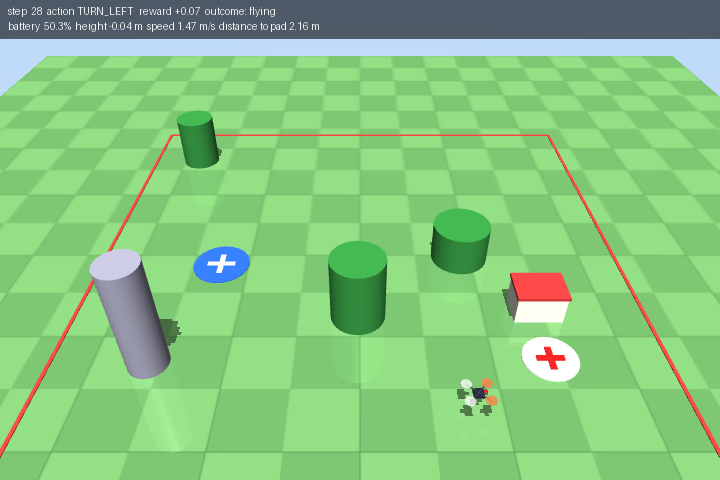 step 28 action TURN_LEFT reward +0.07 outcome: flying
battery 50.3% height -0.04 m speed 1.47 m/s distance to pad 2.16 m